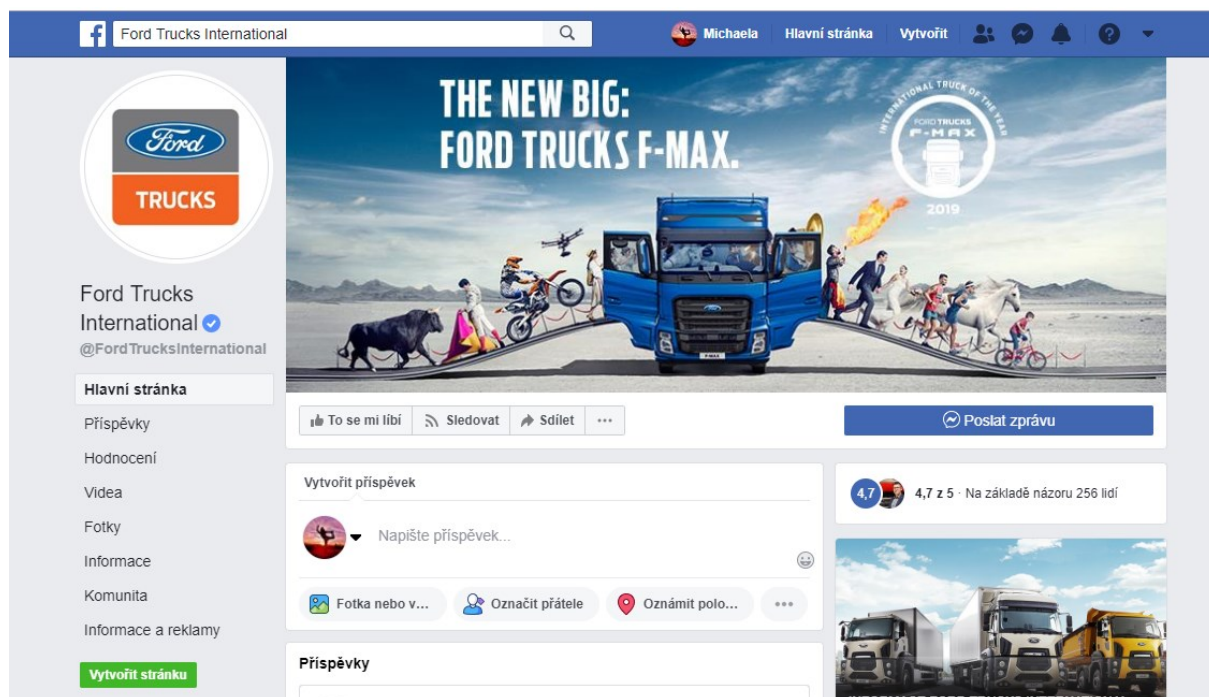 Ford Trucks International
Michaela
Hlavní stránka
Vytvořit
Ford
TRUCKS
THE NEW BIG:
FORD TRUCKS F-MAX.
INTERNATIONAL TRUCK OF THE YEAR
FORD TRUCKS
F-MAX
2019
F-MAX
Ford Trucks
International
@FordTrucksInternational
Hlavní stránka
Příspěvky
Hodnocení
Videa
Fotky
Informace
Komunita
Informace a reklamy
Vytvořit stránku
To se mi líbí
Sledovat
Sdílet
Poslat zprávu
Vytvořit příspěvek
Napište příspěvek...
Fotka nebo v...
Označit přátele
Oznámit polo...
Příspěvky
4,7
4,7 z 5 · Na základě názoru 256 lidí